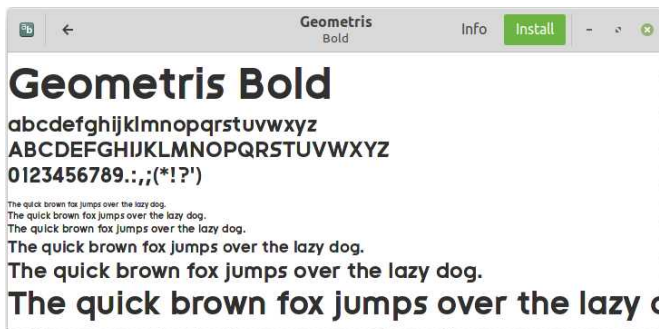 Geometris
Bold
Info
Install
Geometris Bold
abcdefghijklmnopqrstuvwxyz
ABCDEFGHIJKLMNOPQRSTUVWXYZ
0123456789.:,;(*!?')
The quick brown fox jumps over the lazy dog.
The quick brown fox jumps over the lazy dog.
The quick brown fox jumps over the lazy dog.
The quick brown fox jumps over the lazy dog.
The quick brown fox jumps over the lazy dog.
The quick brown fox jumps over the lazy